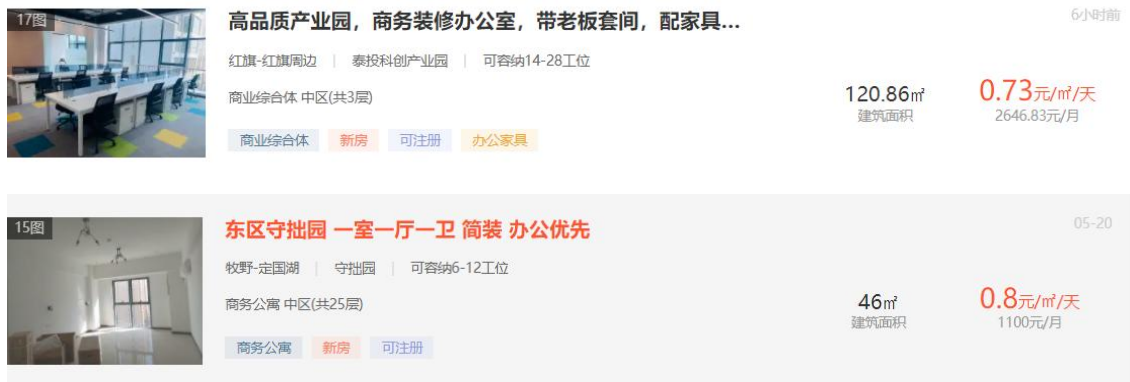 17图
高品质产业园，商务装修办公室，带老板套间，配家具...
6小时前
红旗-红旗周边 | 泰投科创产业园 | 可容纳14-28工位
商业综合体 中区(共3层)
120.86㎡
建筑面积
0.73元/㎡/天
2646.83元/月
商业综合体 新房 可注册 办公家具
15图
东区守拙园 一室一厅一卫 简装 办公优先
05-20
牧野-定国湖 | 守拙园 | 可容纳6-12工位
商务公寓 中区(共25层)
46㎡
建筑面积
0.8元/㎡/天
1100元/月
商务公寓 新房 可注册